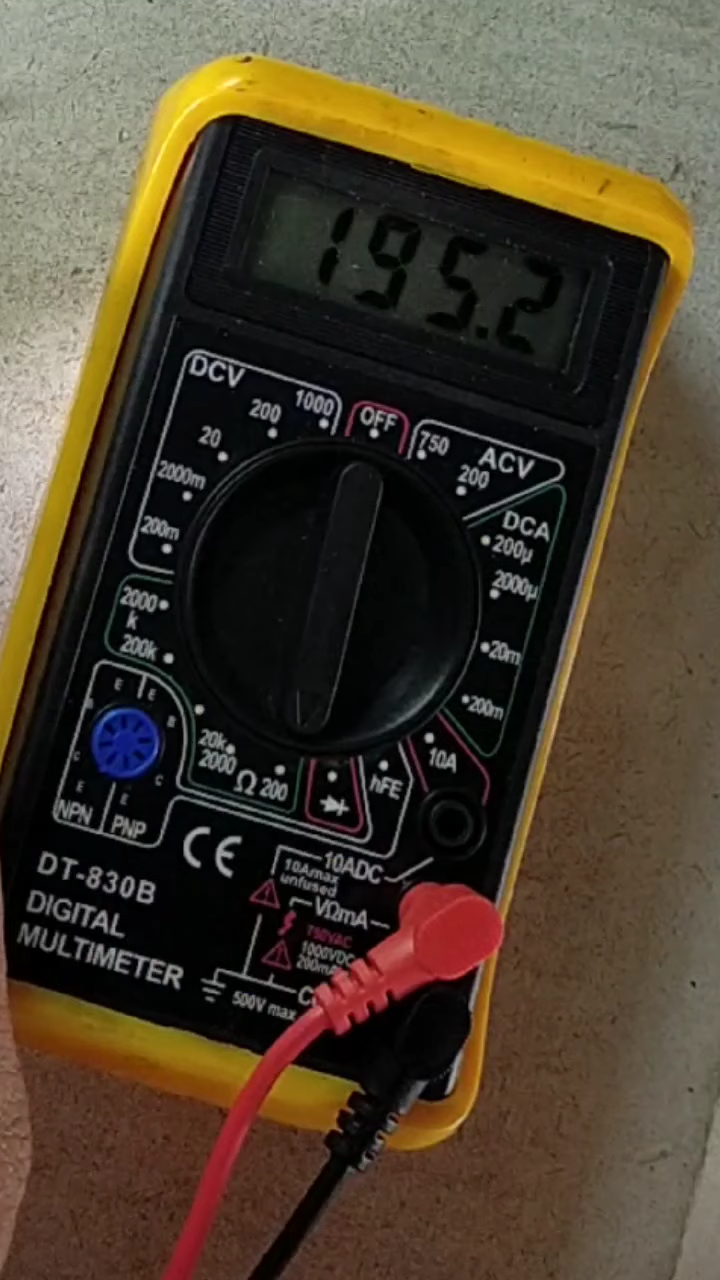 195.2
DCV
1000
OFF
750
ACV
200
200
20
DCA
2000m
200µ
200m
2000µ
2000
k
20m
200k
200m
20k
10A
2000
Ω 200
hFE
E E
B B
C C
E E
NPN PNP
CE
10ADC
DT-830B
10Amax
unfused
VΩmA
DIGITAL
750VAC
1000VDC
MULTIMETER
500V max